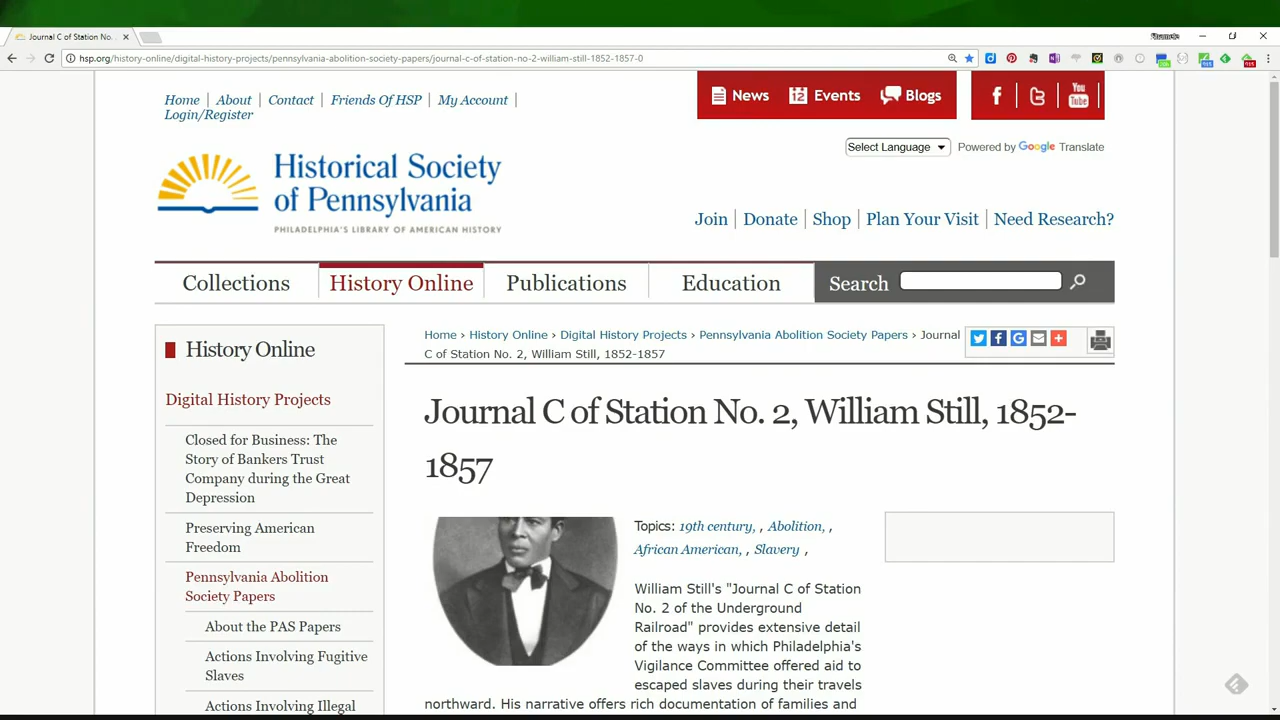 Journal C of Station No.
hsp.org/history-online/digital-history-projects/pennsylvania-abolition-society-papers/journal-c-of-station-no-2-william-still-1852-1857-0
Home | About | Contact | Friends Of HSP | My Account |
Login/Register
News
Events
Blogs
You
Tube
Select Language
Powered by Google Translate
Historical Society
of Pennsylvania
PHILADELPHIA'S LIBRARY OF AMERICAN HISTORY
Join | Donate | Shop | Plan Your Visit | Need Research?
Collections
History Online
Publications
Education
Search
History Online
Digital History Projects
Closed for Business: The
Story of Bankers Trust
Company during the Great
Depression
Preserving American
Freedom
Pennsylvania Abolition
Society Papers
About the PAS Papers
Actions Involving Fugitive
Slaves
Actions Involving Illegal
Home › History Online › Digital History Projects › Pennsylvania Abolition Society Papers › Journal
C of Station No. 2, William Still, 1852-1857
Journal C of Station No. 2, William Still, 1852-
1857
Topics: 19th century, , Abolition, ,
African American, , Slavery ,
William Still's "Journal C of Station
No. 2 of the Underground
Railroad" provides extensive detail
of the ways in which Philadelphia's
Vigilance Committee offered aid to
escaped slaves during their travels
northward. His narrative offers rich documentation of families and